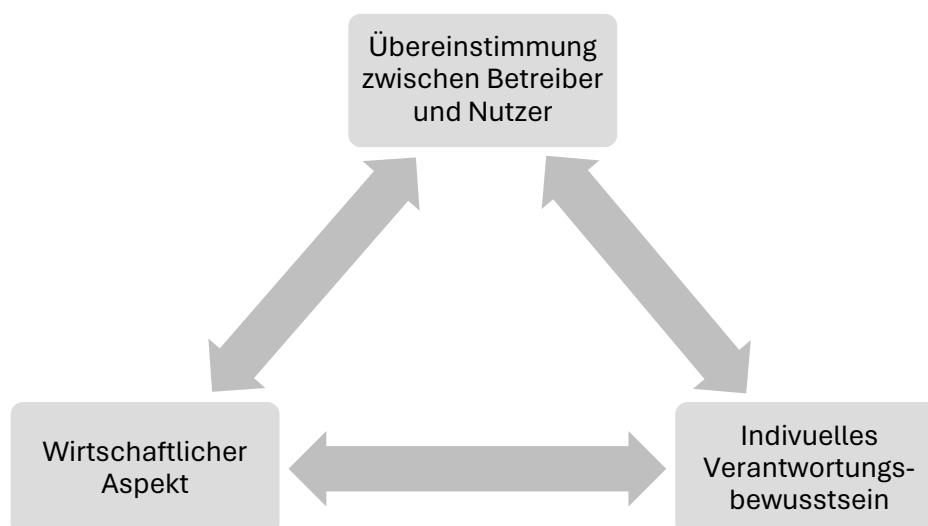 Übereinstimmung
zwischen Betreiber
und Nutzer
Wirtschaftlicher
Aspekt
Indivuelles
Verantwortungs-
bewusstsein